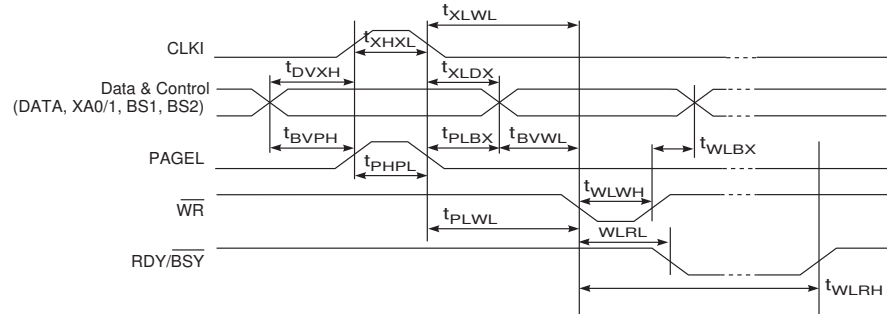 tXLWL
CLKI
tXHXL
tDVXH
tXLDX
Data & Control
(DATA, XA0/1, BS1, BS2)
tBVPH
tPLBX
tBVWL
tWLBX
PAGEL
tPHPL
tWLWH
WR
tPLWL
WLRL
RDY/BSY
tWLRH